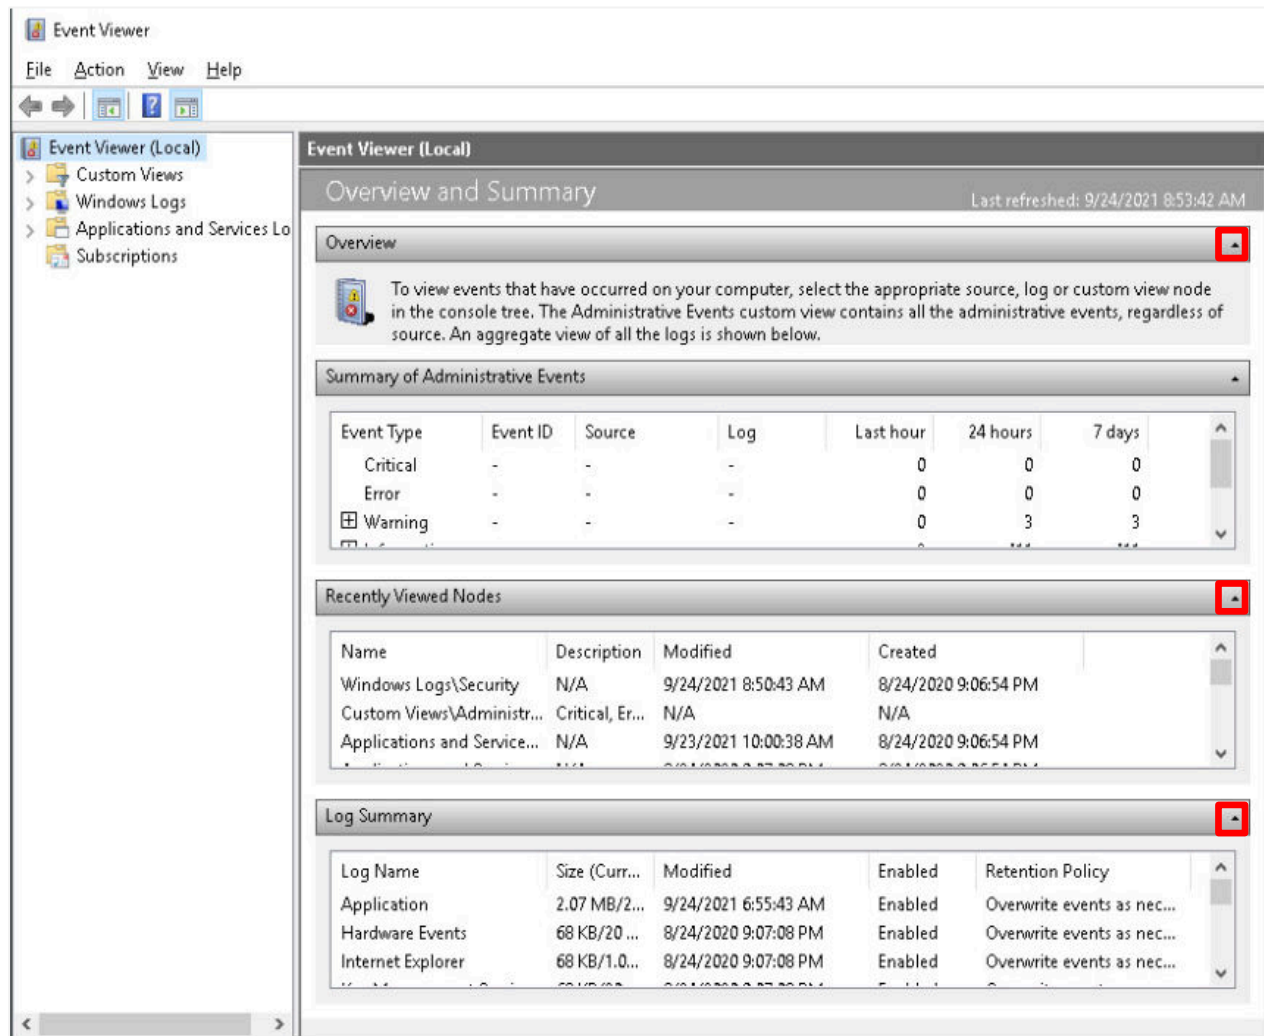 Event Viewer
File Action View Help
Event Viewer (Local)
Custom Views
Windows Logs
Applications and Services Lo
Subscriptions
Event Viewer (Local)
Overview and Summary
Last refreshed: 9/24/2021 8:53:42 AM
Overview
To view events that have occurred on your computer, select the appropriate source, log or custom view node
in the console tree. The Administrative Events custom view contains all the administrative events, regardless of
source. An aggregate view of all the logs is shown below.
Summary of Administrative Events
Event Type Event ID Source Log Last hour 24 hours 7 days
Critical - - - 0 0 0
Error - - - 0 0 0
Warning - - - 0 3 3
Recently Viewed Nodes
Name Description Modified Created
Windows Logs\Security N/A 9/24/2021 8:50:43 AM 8/24/2020 9:06:54 PM
Custom Views\Administr... Critical, Er... N/A N/A
Applications and Service... N/A 9/23/2021 10:00:38 AM 8/24/2020 9:06:54 PM
Log Summary
Log Name Size (Curr... Modified Enabled Retention Policy
Application 2.07 MB/2... 9/24/2021 6:55:43 AM Enabled Overwrite events as nec...
Hardware Events 68 KB/20 ... 8/24/2020 9:07:08 PM Enabled Overwrite events as nec...
Internet Explorer 68 KB/1.0... 8/24/2020 9:07:08 PM Enabled Overwrite events as nec...